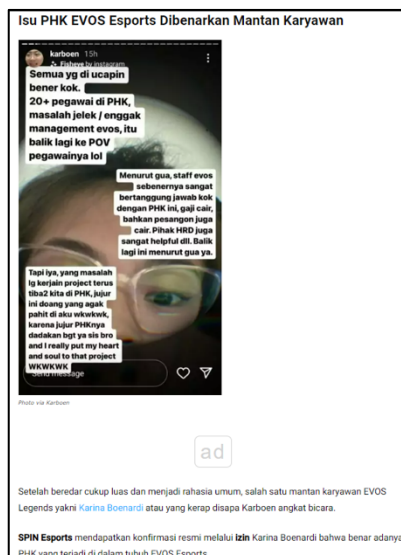 Isu PHK EVOS Esports Dibenarkan Mantan Karyawan
karboen 15h
Fisheye by instagram
Semua yg di ucapin
bener kok.
20+ pegawai di PHK,
masalah jelek / enggak
management evos, itu
balik lagi ke POV
pegawainya lol
Menurut gua, staff evos
sebenernya sangat
bertanggung jawab kok
dengan PHK ini, gaji cair,
bahkan pesangon juga
cair. Pihak HRD juga
sangat helpful dll. Balik
lagi ini menurut gua ya.
Tapi iya, yang masalah
lg kerjain project terus
tiba2 kita di PHK, jujur
ini doang yang agak
pahit di aku wkwkwk,
karena jujur PHKnya
dadakan bgt ya sis bro
and I really put my heart
and soul to that project
WKWKWK
Send message
Photo via Karboen
ad
Setelah beredar cukup luas dan menjadi rahasia umum, salah satu mantan karyawan EVOS
Legends yakni Karina Boenardi atau yang kerap disapa Karboen angkat bicara.
SPIN Esports mendapatkan konfirmasi resmi melalui izin Karina Boenardi bahwa benar adanya
PHK yang terjadi di dalam tubuh EVOS Esports.